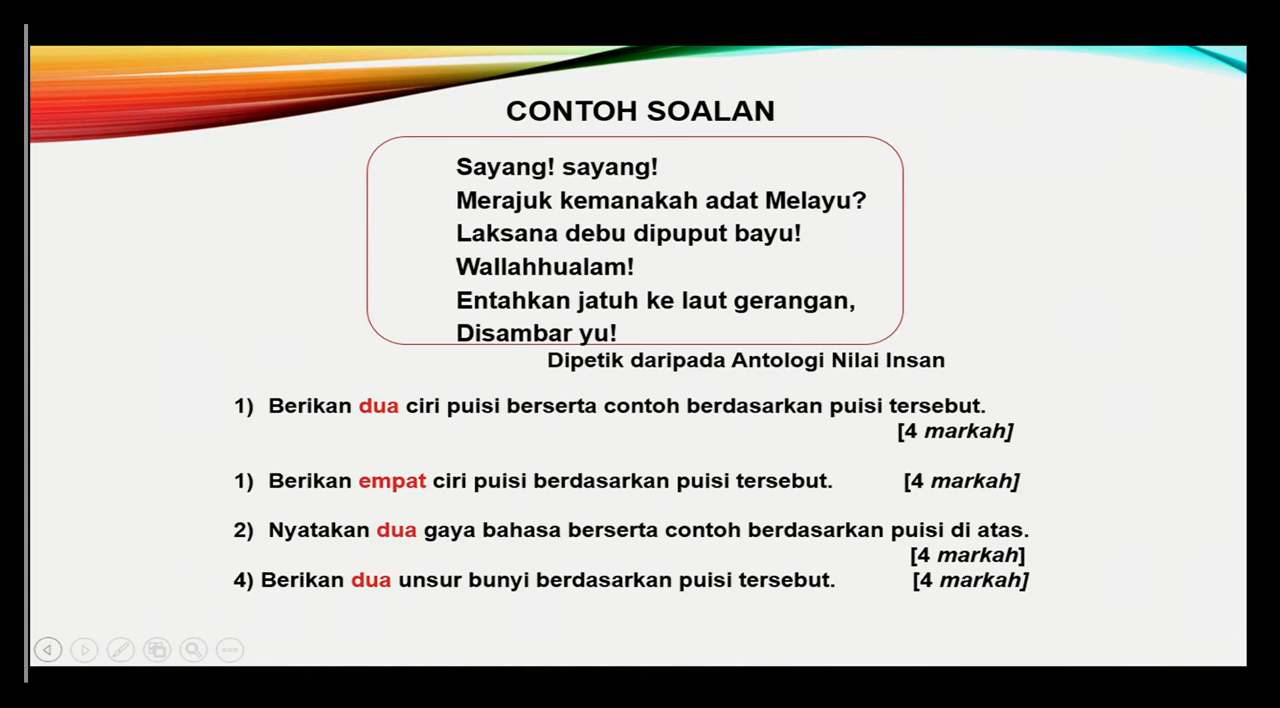 CONTOH SOALAN
Sayang! sayang!
Merajuk kemanakah adat Melayu?
Laksana debu dipuput bayu!
Wallahhualam!
Entahkan jatuh ke laut gerangan,
Disambar yu!
Dipetik daripada Antologi Nilai Insan
1) Berikan dua ciri puisi berserta contoh berdasarkan puisi tersebut.
[4 markah]
1) Berikan empat ciri puisi berdasarkan puisi tersebut. [4 markah]
2) Nyatakan dua gaya bahasa berserta contoh berdasarkan puisi di atas.
[4 markah]
4) Berikan dua unsur bunyi berdasarkan puisi tersebut. [4 markah]